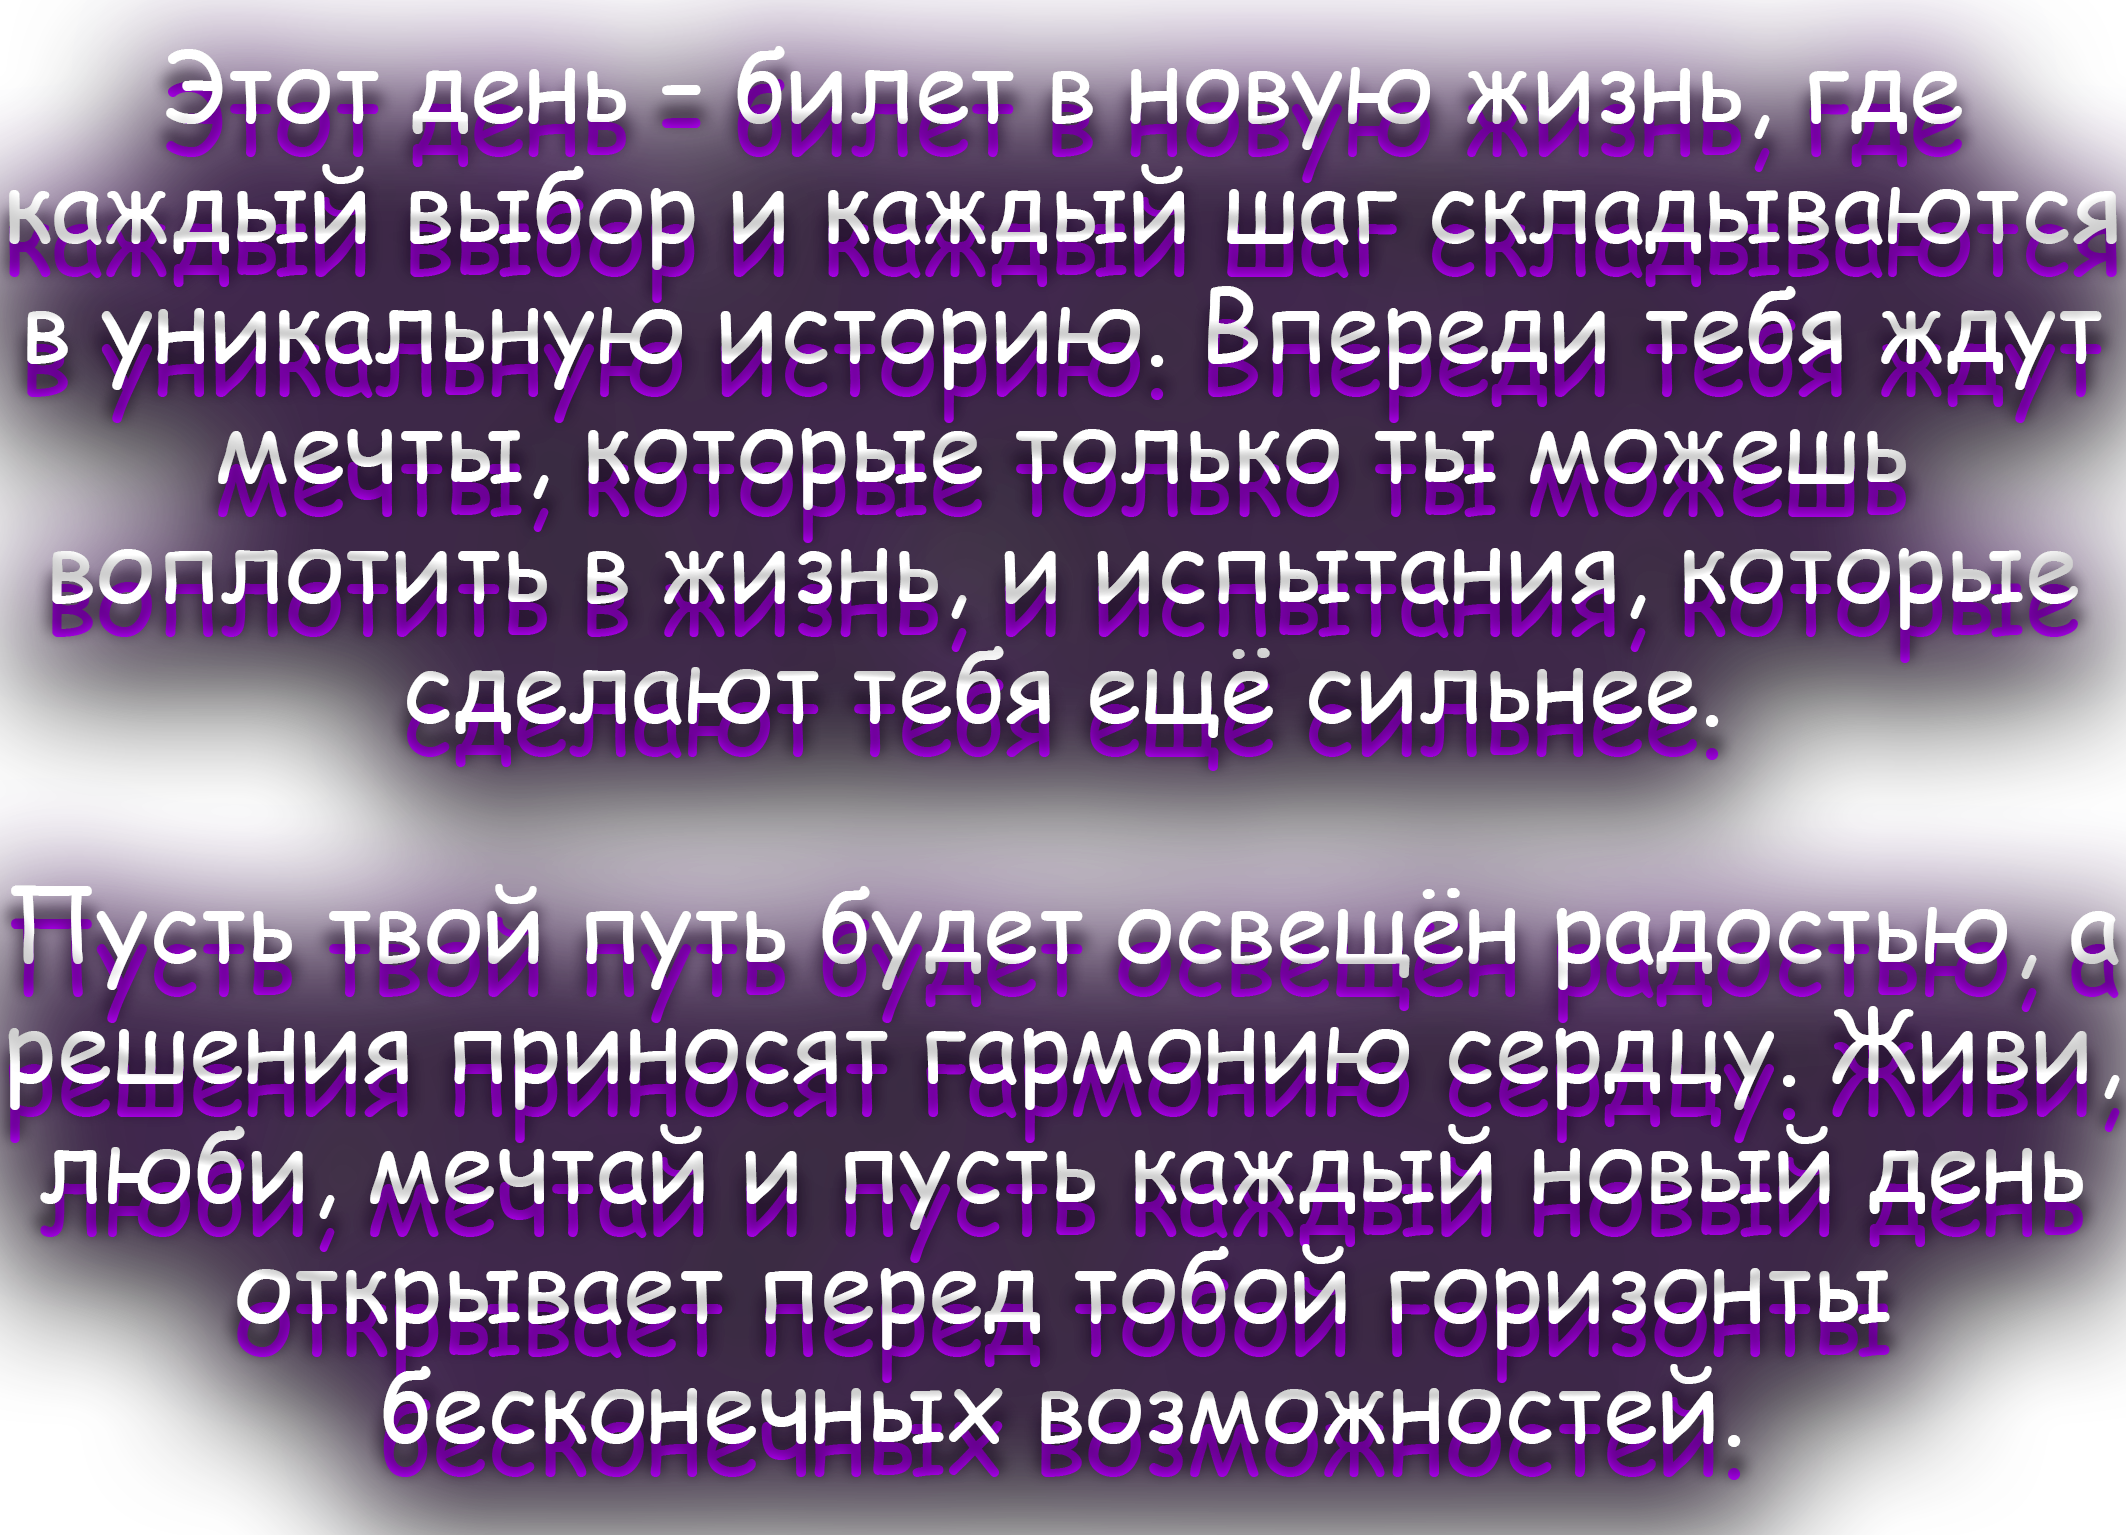 Этот день - билет в новую жизнь, где
каждый выбор и каждый шаг складываются
в уникальную историю. Впереди тебя ждут
мечты, которые только ты можешь
воплотить в жизнь, и испытания, которые
сделают тебя ещё сильнее.
Пусть твой путь будет освещён радостью, а
решения приносят гармонию сердцу. Живи,
люби, мечтай и пусть каждый новый день
открывает перед тобой горизонты
бесконечных возможностей.